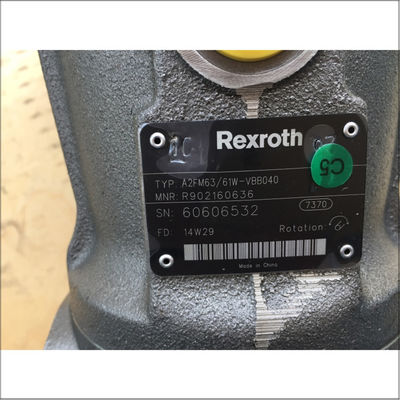 Rexroth
C5
TYP: A2FM63/61W-VBB040
MNR: R902160636
SN: 60606532
7370
FD: 14W29
Rotation
Made in China